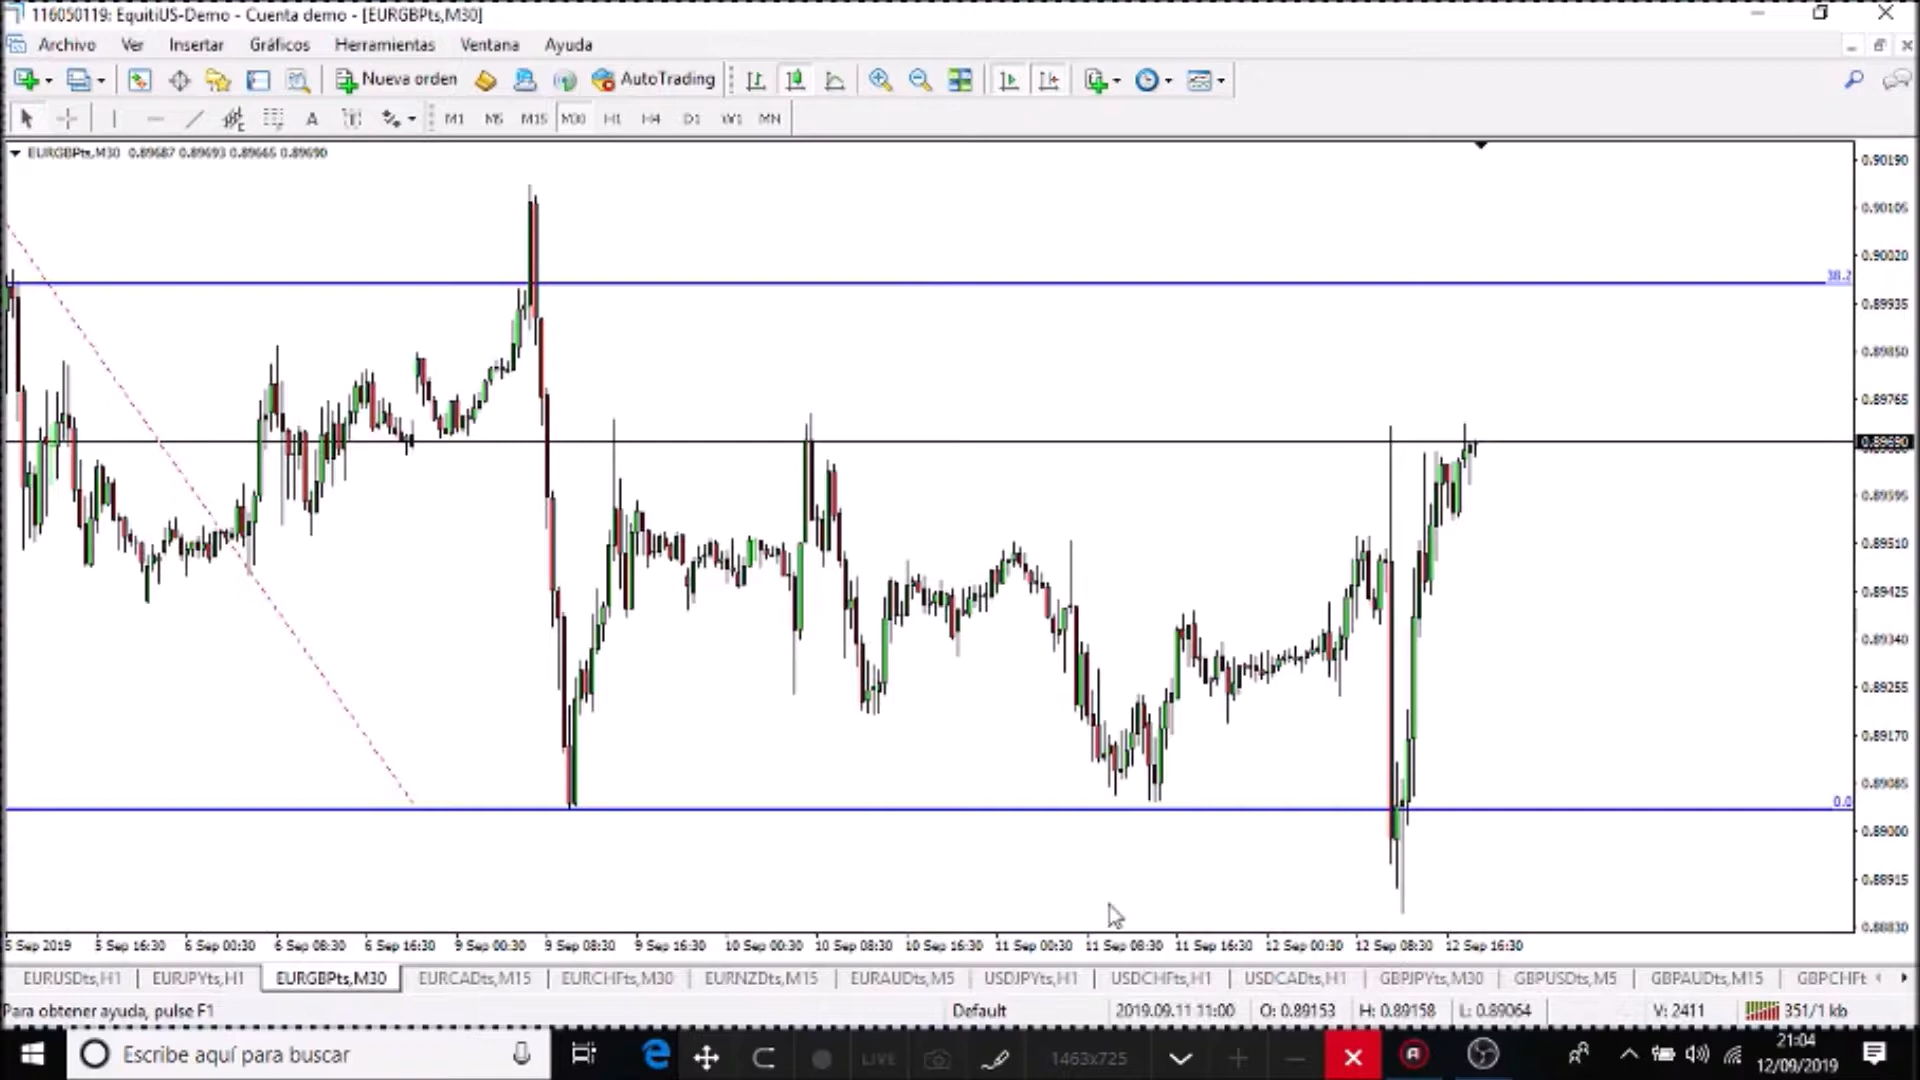 116050119: EquitiUS-Demo - Cuenta demo - [EURGBPts,M30]
Archivo Ver Insertar Gráficos Herramientas Ventana Ayuda
Nueva orden AutoTrading
A T M1 M5 M15 M30 H1 H4 D1 W1 MN
EURGBPts,M30 0.89687 0.89693 0.89665 0.89690
0.90190
0.90105
0.90020
38.2
0.89935
0.89850
0.89765
0.89690
0.89595
0.89510
0.89425
0.89340
0.89255
0.89170
0.89085
0.0
0.89000
0.88915
0.88830
5 Sep 2019 5 Sep 16:30 6 Sep 00:30 6 Sep 08:30 6 Sep 16:30 9 Sep 00:30 9 Sep 08:30 9 Sep 16:30 10 Sep 00:30 10 Sep 08:30 10 Sep 16:30 11 Sep 00:30 11 Sep 08:30 11 Sep 16:30 12 Sep 00:30 12 Sep 08:30 12 Sep 16:30
EURUSDts,H1 EURJPYts,H1 EURGBPts,M30 EURCADts,M15 EURCHFts,M30 EURNZDts,M15 EURAUDts,M5 USDJPYts,H1 USDCHFts,H1 USDCADts,H1 GBPJPYts,M30 GBPUSDts,M5 GBPAUDts,M15 GBPCHFt
Para obtener ayuda, pulse F1 Default 2019.09.11 11:00 O: 0.89153 H: 0.89158 L: 0.89064 V: 2411 351/1 kb
Escribe aquí para buscar LIVE 1463x725 21:04
12/09/2019